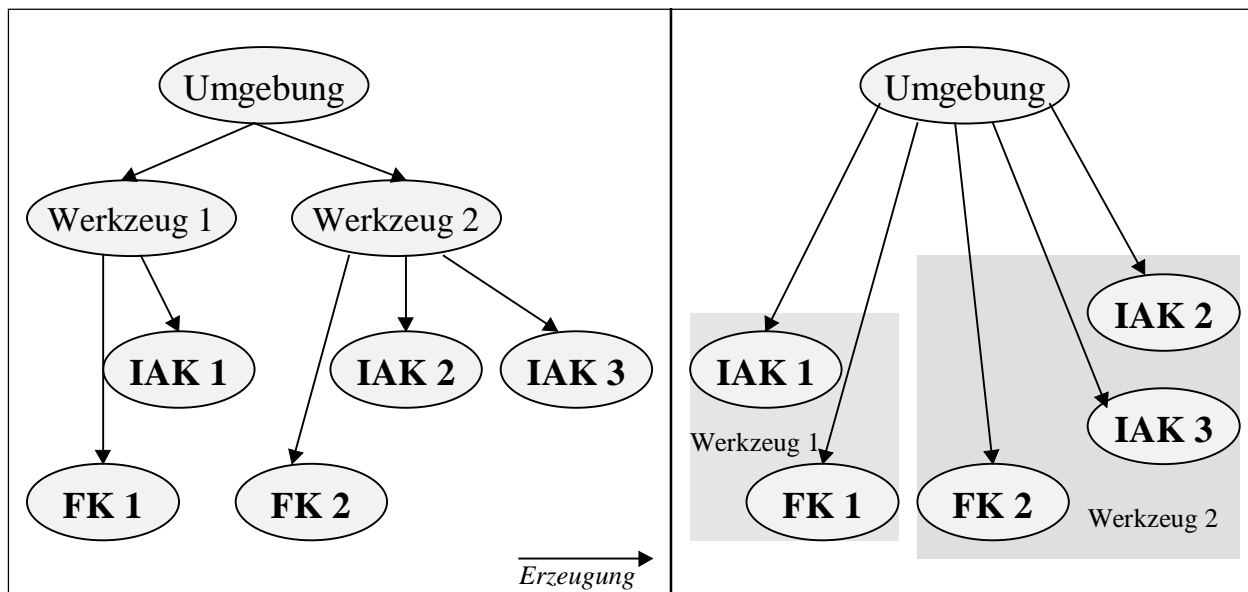 Umgebung
Werkzeug 1
Werkzeug 2
IAK 1
IAK 2
IAK 3
FK 1
FK 2
Erzeugung
Umgebung
IAK 2
IAK 1
IAK 3
Werkzeug 1
FK 1
FK 2
Werkzeug 2